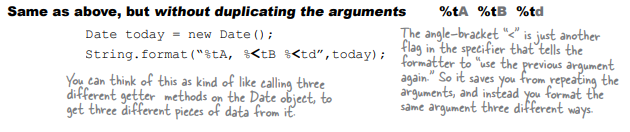 Same as above, but without duplicating the arguments %tA %tB %td
Date today = new Date();
String.format(“%tA, %<tB %<td”,today);
The angle-bracket "<" is just another
flag in the specifier that tells the
formatter to "use the previous argument
again." So it saves you from repeating the
arguments, and instead you format the
same argument three different ways.
You can think of this as kind of like calling three
different getter methods on the Date object, to
get three different pieces of data from it.